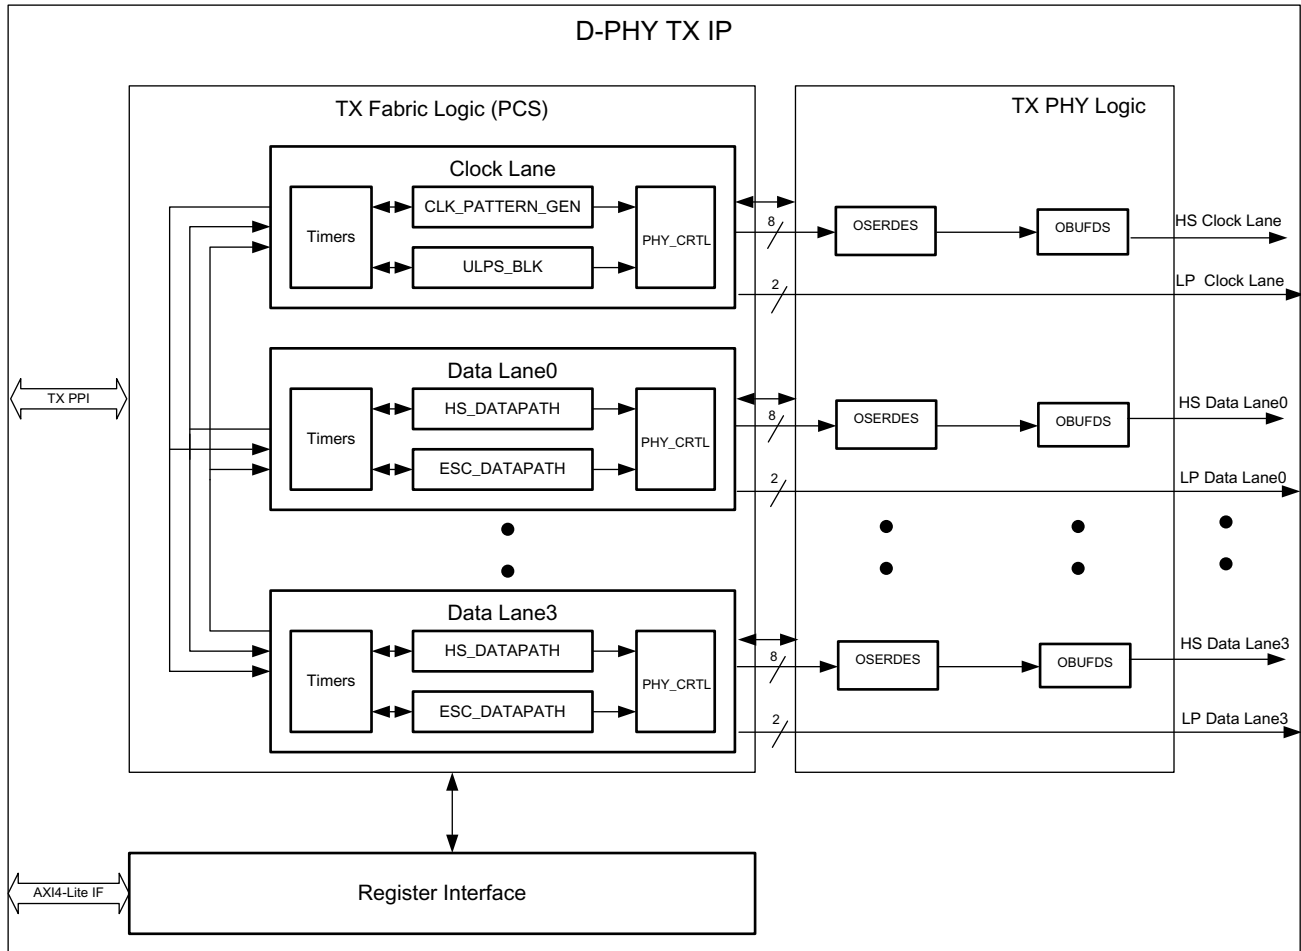 D-PHY TX IP
TX Fabric Logic (PCS)
TX PHY Logic
Clock Lane
Timers
CLK_PATTERN_GEN
ULPS_BLK
PHY_CRTL
8
OSERDES
OBUFDS
HS Clock Lane
2
LP Clock Lane
TX PPI
Data Lane0
Timers
HS_DATAPATH
ESC_DATAPATH
PHY_CRTL
8
OSERDES
OBUFDS
HS Data Lane0
2
LP Data Lane0
Data Lane3
Timers
HS_DATAPATH
ESC_DATAPATH
PHY_CRTL
8
OSERDES
OBUFDS
HS Data Lane3
2
LP Data Lane3
AXI4-Lite IF
Register Interface